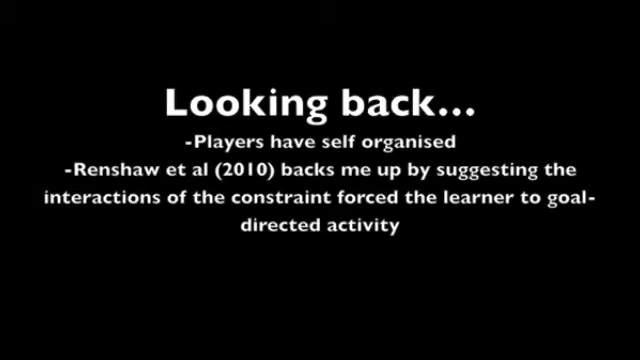 Looking back...
-Players have self organised
-Renshaw et al (2010) backs me up by suggesting the
interactions of the constraint forced the learner to goal-
directed activity